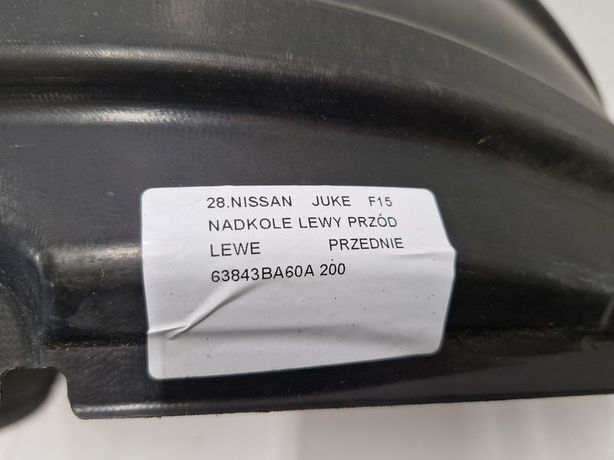 28.NISSAN JUKE F15
NADKOLE LEWY PRZÓD
LEWE PRZEDNIE
63843BA60A 200